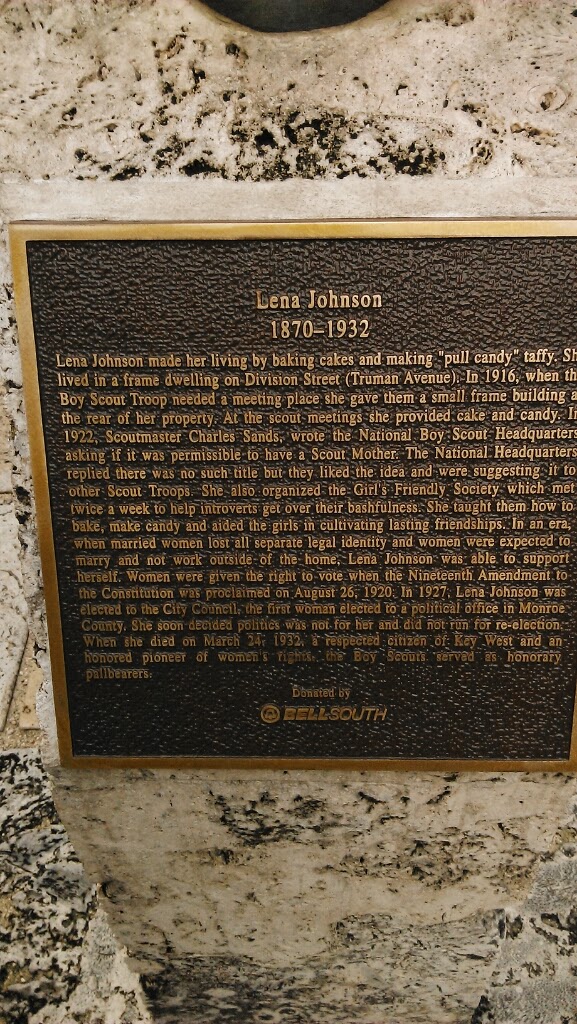 Lena Johnson
1870–1932
Lena Johnson made her living by baking cakes and making "pull candy" taffy. Sh
lived in a frame dwelling on Division Street (Truman Avenue). In 1916, when th
Boy Scout Troop needed a meeting place she gave them a small frame building a
the rear of her property. At the scout meetings she provided cake and candy. I
1922, Scoutmaster Charles Sands, wrote the National Boy Scout Headquarters
asking if it was permissible to have a Scout Mother. The National Headquarters
replied there was no such title but they liked the idea and were suggesting it to
other Scout Troops. She also organized the Girl's Friendly Society which met
twice a week to help introverts get over their bashfulness. She taught them how to
bake, make candy and aided the girls in cultivating lasting friendships. In an era,
when married women lost all separate legal identity and women were expected to
marry and not work outside of the home, Lena Johnson was able to support
herself. Women were given the right to vote when the Nineteenth Amendment to
the Constitution was proclaimed on August 26, 1920. In 1927, Lena Johnson was
elected to the City Council, the first woman elected to a political office in Monroe
County. She soon decided politics was not for her and did not run for re-election.
When she died on March 24, 1932, a respected citizen of Key West and an
honored pioneer of women's rights, the Boy Scouts served as honorary
pallbearers.
Donated by
BELLSOUTH